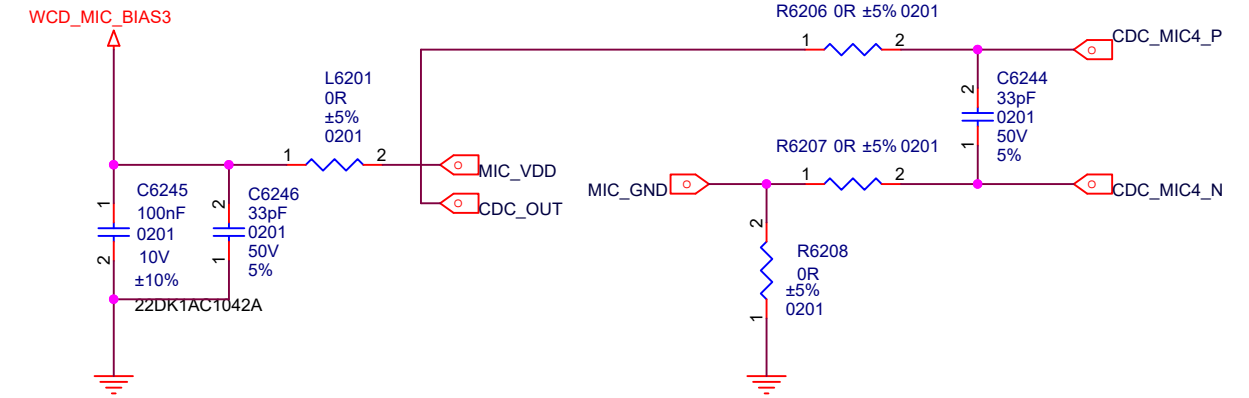 WCD_MIC_BIAS3
R6206 0R ±5% 0201
1
2
CDC_MIC4_P
L6201
0R
±5%
0201
1
2
MIC_VDD
CDC_OUT
C6244
33pF
0201
50V
5%
2
1
R6207 0R ±5% 0201
1
2
MIC_GND
CDC_MIC4_N
C6245
100nF
0201
10V
±10%
1
2
22DK1AC1042A
C6246
33pF
0201
50V
5%
2
1
R6208
0R
±5%
0201
2
1